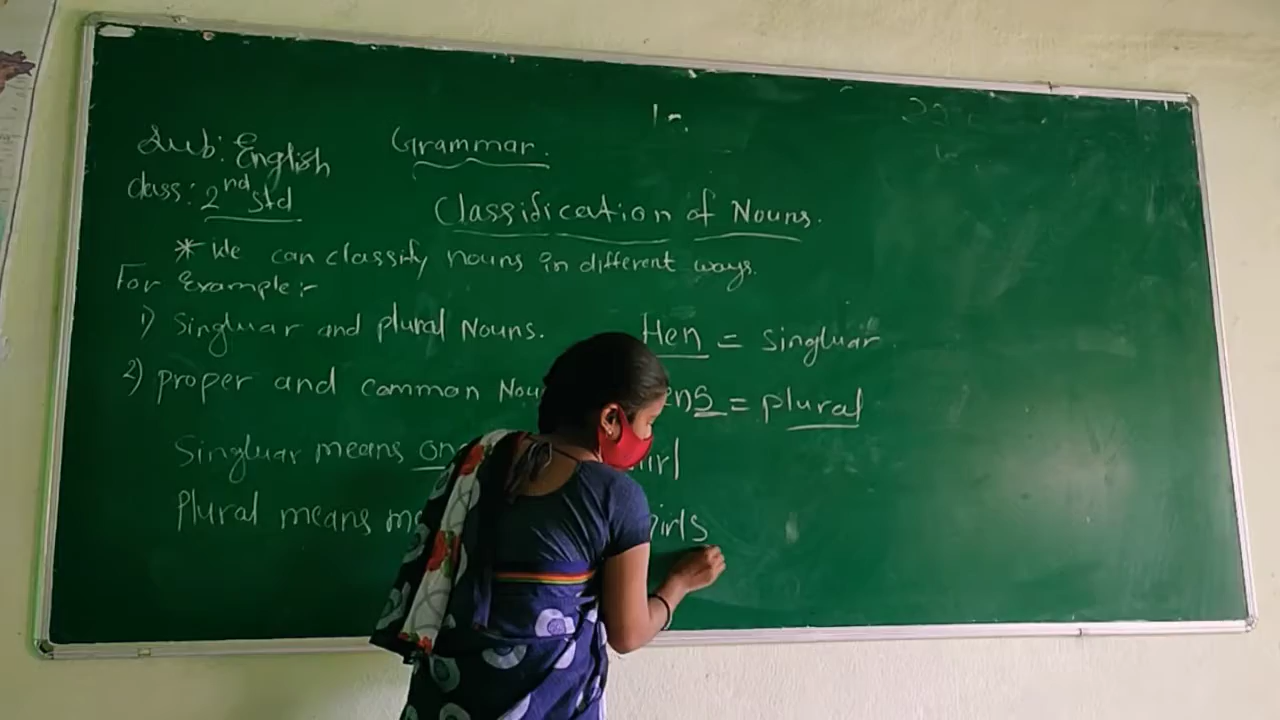 Sub: English
Grammar.
class: 2nd Std
Classification of Nouns.
* We can classify nouns in different ways.
For Example:-
1) Singluar and plural Nouns.
Hen = singluar.
2) proper and common
= plural
Singluar means
Plural means